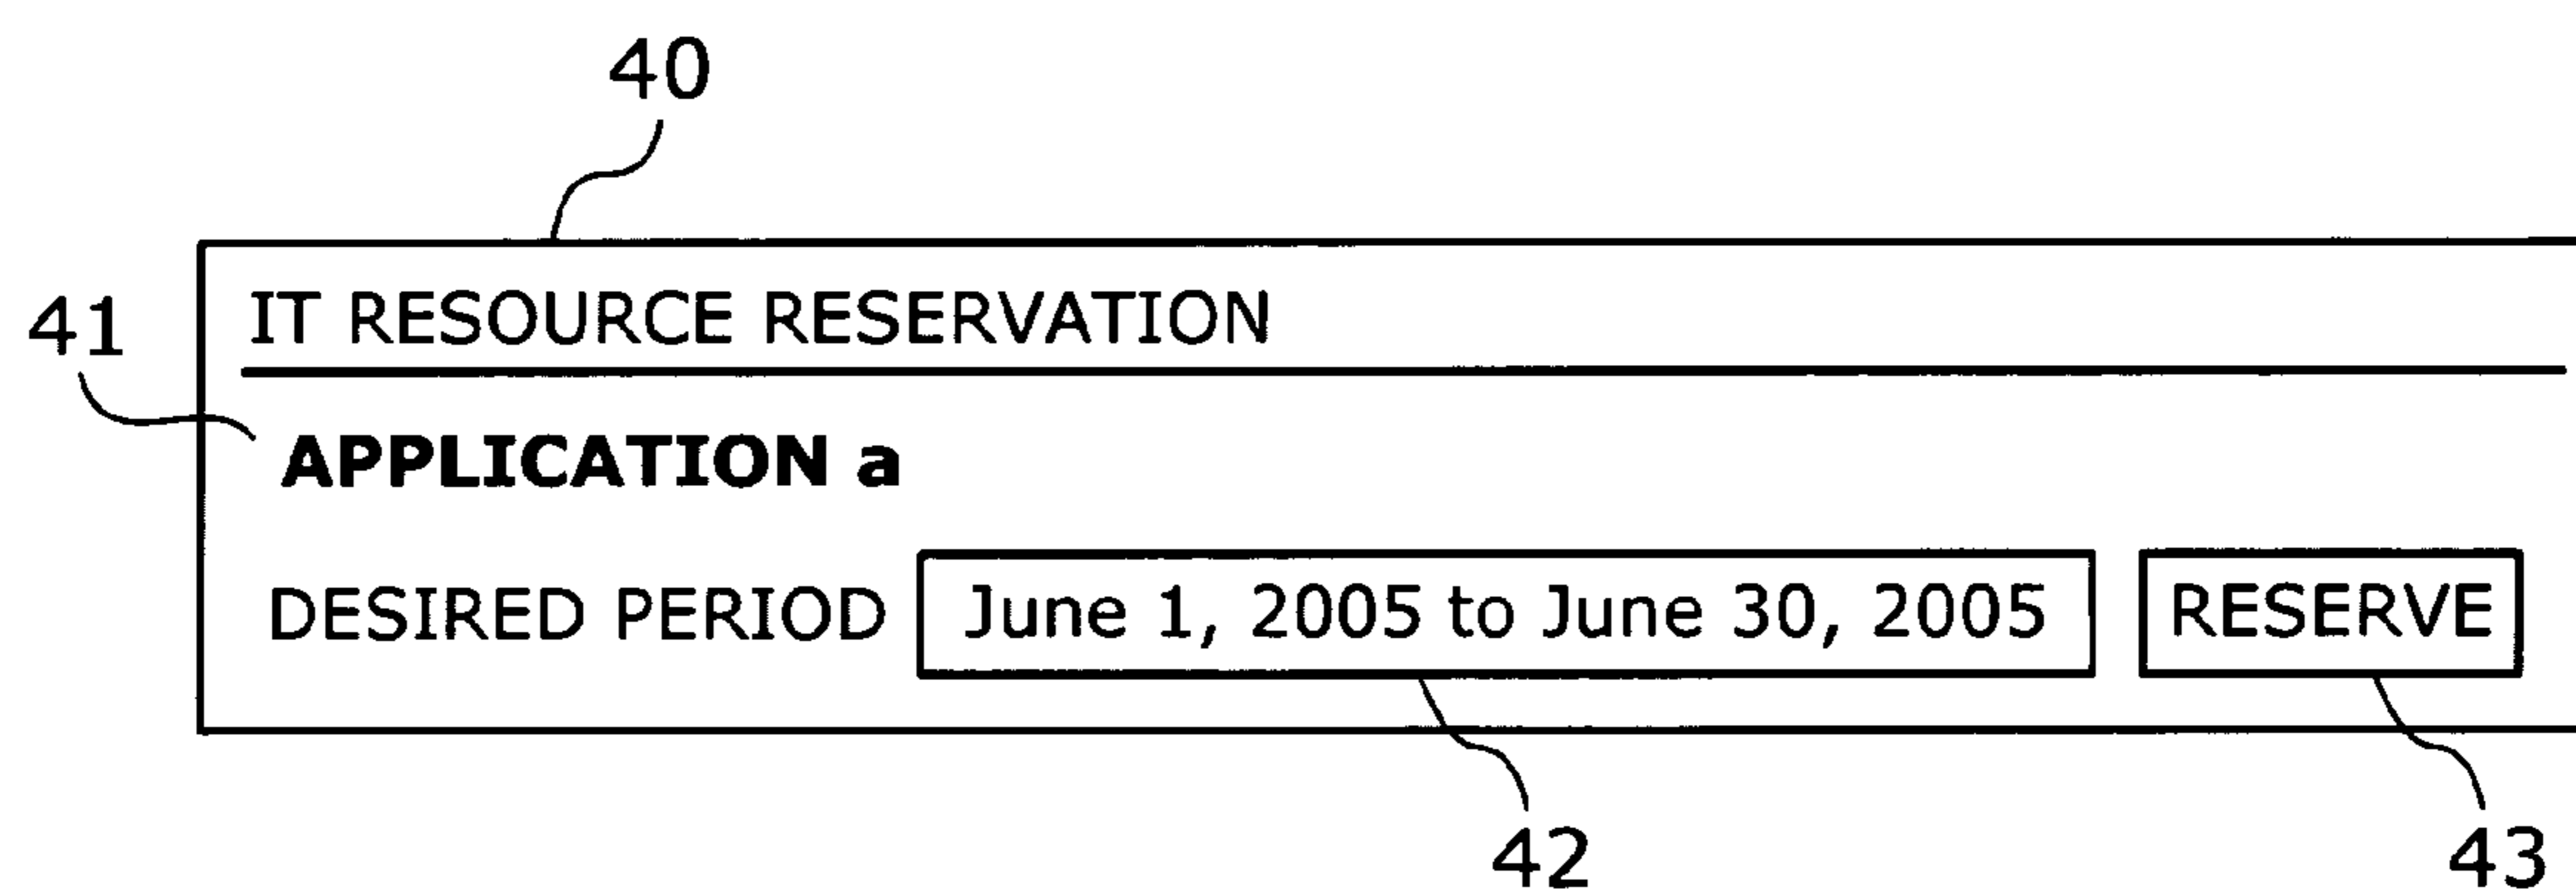 40
IT RESOURCE RESERVATION
41
APPLICATION a
DESIRED PERIOD June 1, 2005 to June 30, 2005 RESERVE
42 43